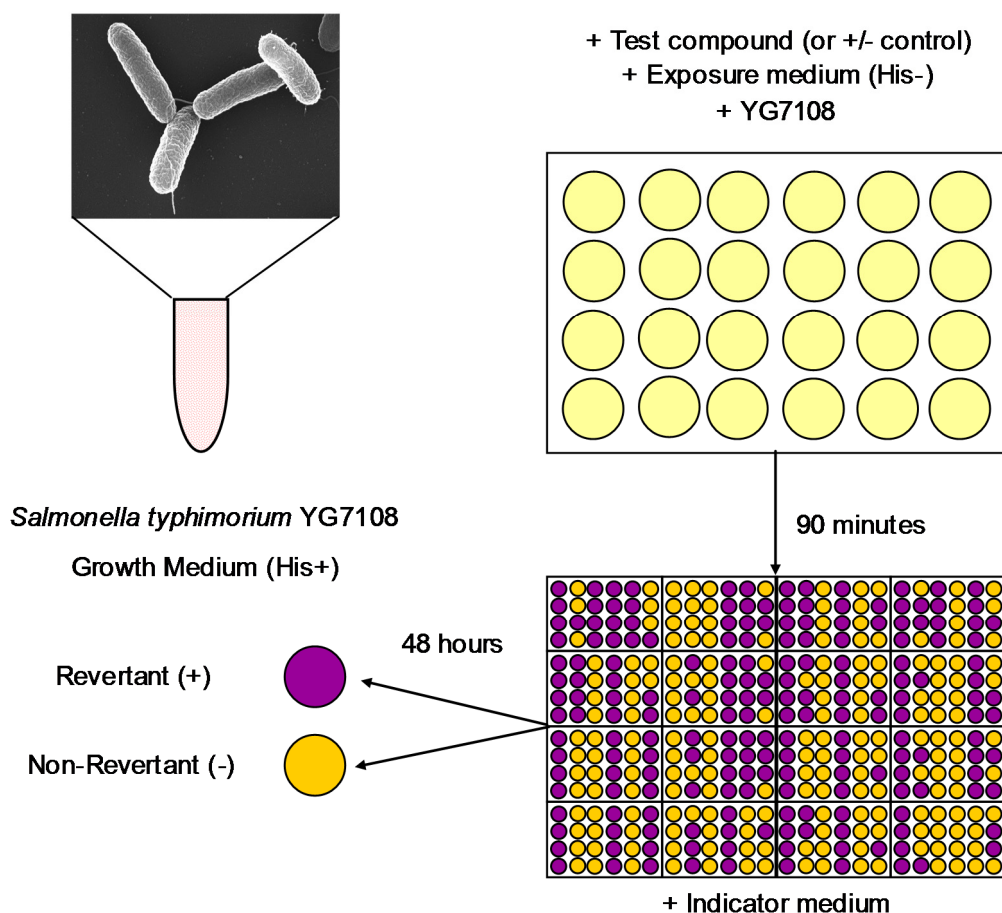 + Test compound (or +/- control)
+ Exposure medium (His-)
+ YG7108
Salmonella typhimorium YG7108
Growth Medium (His+)
90 minutes
48 hours
Revertant (+)
Non-Revertant (-)
+ Indicator medium